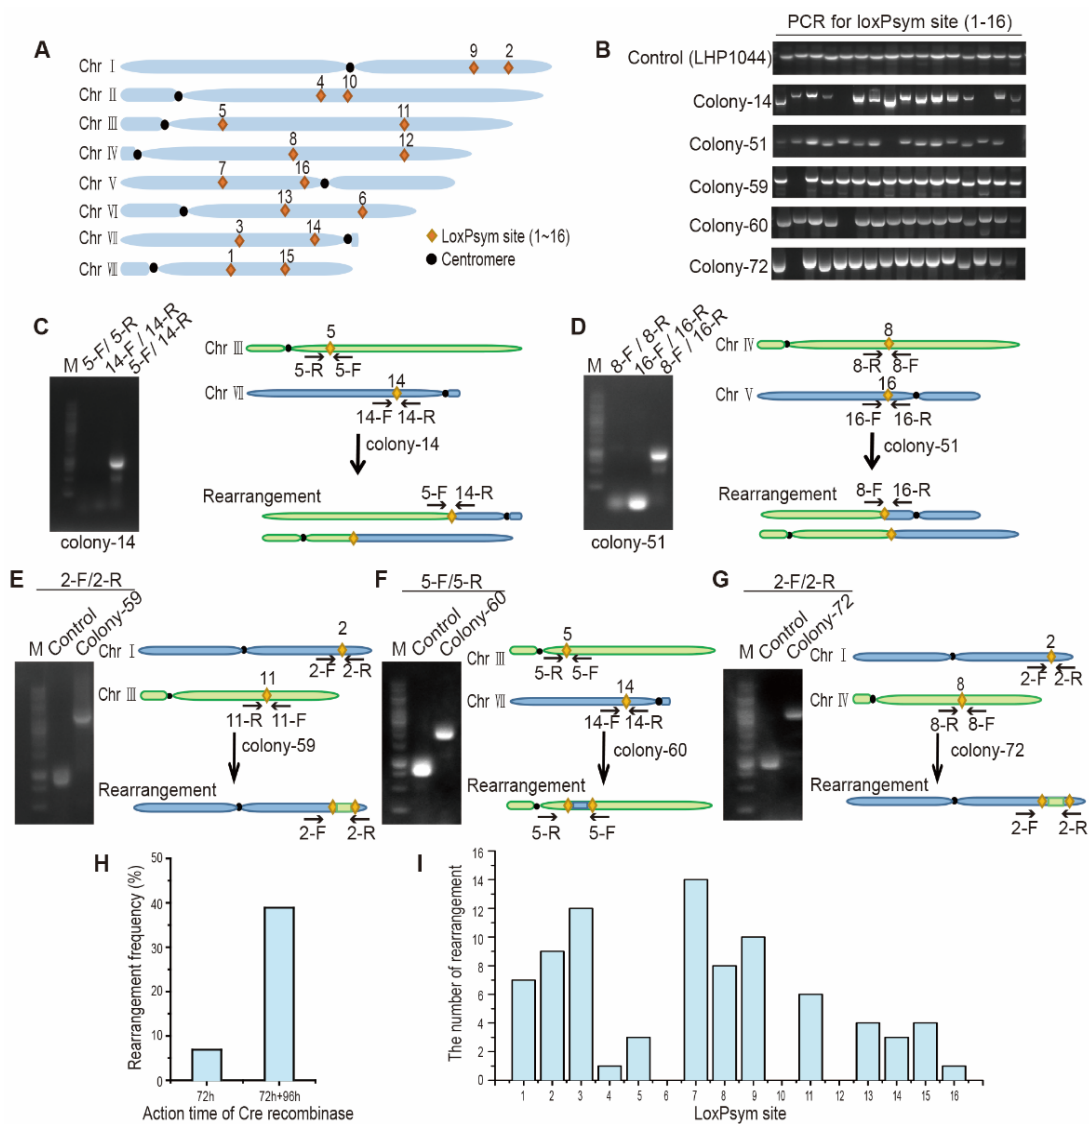 A
Chr Ⅰ
9
2
Chr Ⅱ
4
10
Chr Ⅲ
5
11
Chr Ⅳ
8
12
Chr Ⅴ
7
16
Chr Ⅵ
13
6
Chr Ⅶ
3
14
Chr Ⅷ
1
15
LoxPsym site (1~16)
Centromere
B
PCR for loxPsym site (1-16)
Control (LHP1044)
Colony-14
Colony-51
Colony-59
Colony-60
Colony-72
C
M
5-F/ 5-R
14-F/ 14-R
5-F/ 14-R
colony-14
Chr Ⅲ
5
5-R
5-F
Chr Ⅶ
14
14-F
14-R
colony-14
Rearrangement
5-F
14-R
D
M
8-F/ 8-R
16-F / 16-R
8-F / 16-R
colony-51
Chr Ⅳ
8
8-R
8-F
Chr Ⅴ
16
16-F
16-R
colony-51
Rearrangement
8-F
16-R
E
2-F/2-R
M
Control
Colony-59
Chr Ⅰ
2
2-F
2-R
Chr Ⅲ
11
11-R
11-F
colony-59
Rearrangement
2-F
2-R
F
5-F/5-R
M
Control
Colony-60
Chr Ⅲ
5
5-R
5-F
Chr Ⅶ
14
14-F
14-R
colony-60
Rearrangement
5-R
5-F
G
2-F/2-R
M
Control
Colony-72
Chr Ⅰ
2
2-F
2-R
Chr Ⅳ
8
8-R
8-F
colony-72
Rearrangement
2-F
2-R
H
Rearrangement frequency (%)
50
40
30
20
10
0
72h
72h+96h
Action time of Cre recombinase
I
The number of rearrangement
16
14
12
10
8
6
4
2
0
1 2 3 4 5 6 7 8 9 10 11 12 13 14 15 16
LoxPsym site